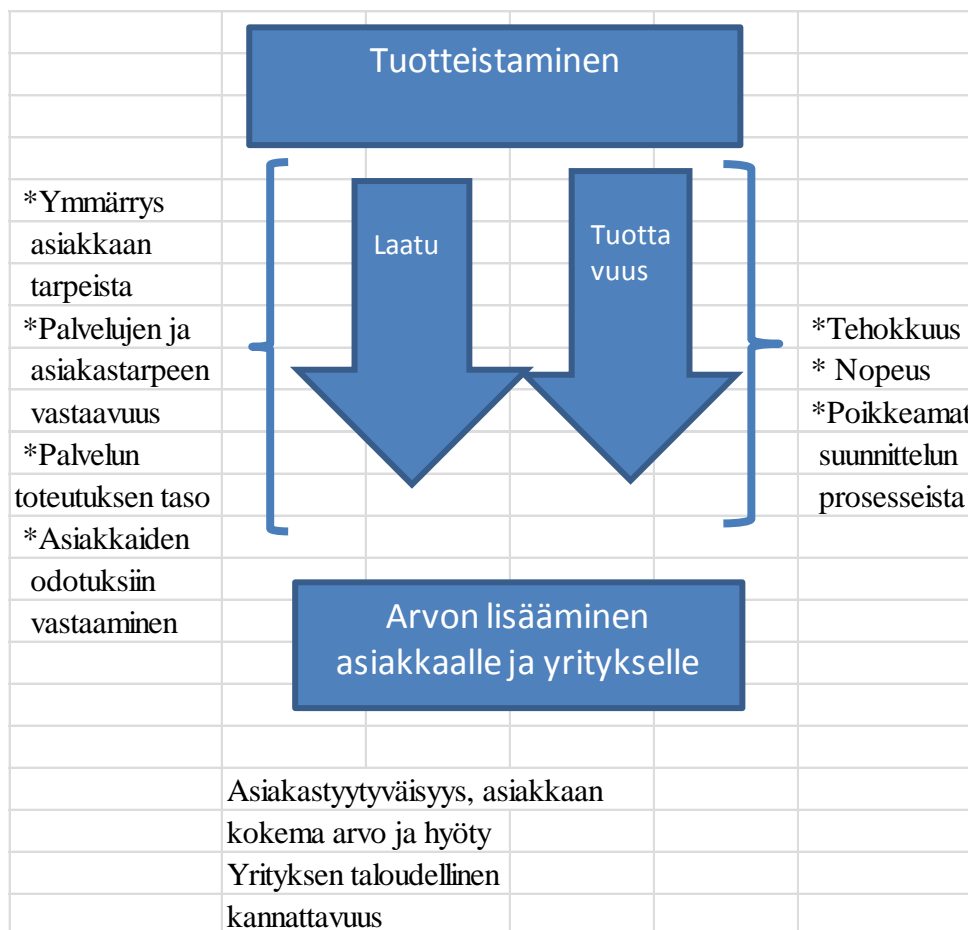 Tuotteistaminen
*Ymmärrys
asiakkaan
tarpeista
*Palvelujen ja
asiakastarpeen
vastaavuus
*Palvelun
toteutuksen taso
*Asiakkaiden
odotuksiin
vastaaminen
Laatu
Tuotta
vuus
*Tehokkuus
* Nopeus
*Poikkeamat
suunnittelun
prosesseista
Arvon lisääminen
asiakkaalle ja yritykselle
Asiakastyytyväisyys, asiakkaan
kokema arvo ja hyöty
Yrityksen taloudellinen
kannattavuus